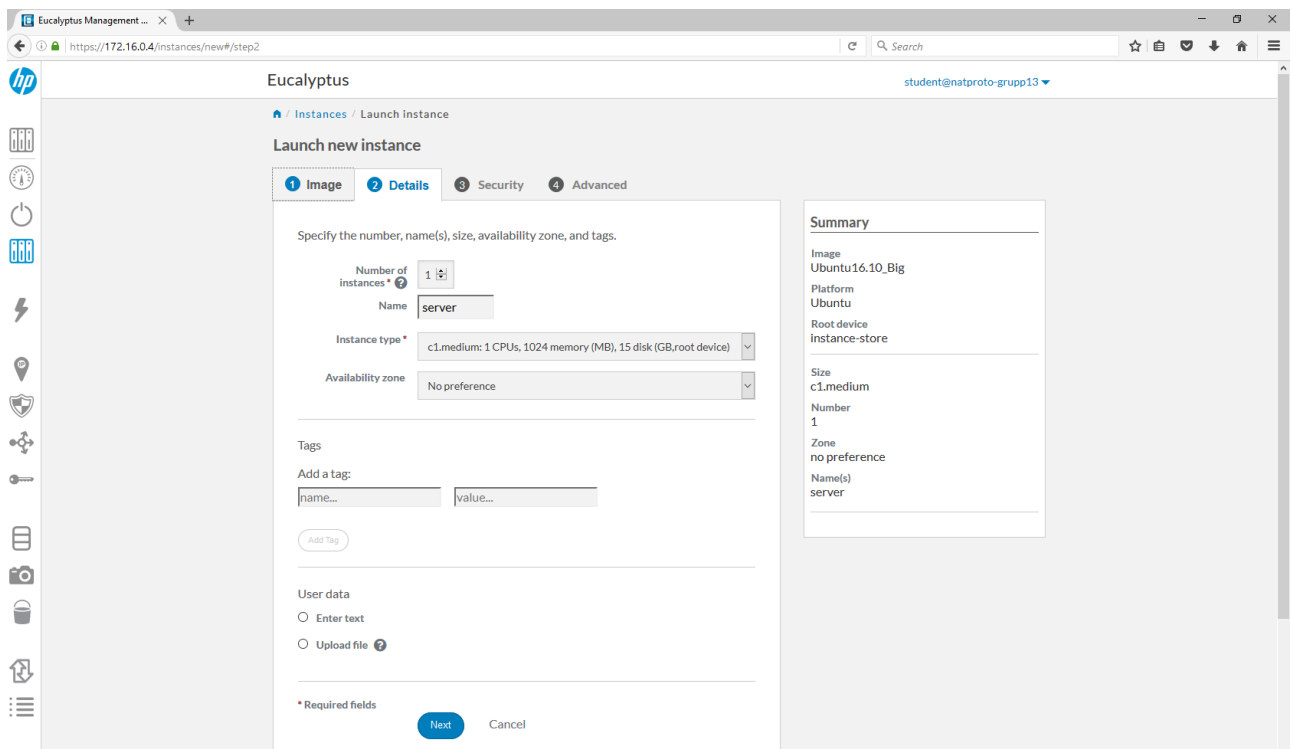 Eucalyptus Management ...
https://172.16.0.4/instances/new#/step2
Search
hp
Eucalyptus
student@natproto-grupp13
/ Instances / Launch instance
Launch new instance
1 Image
2 Details
3 Security
4 Advanced
Specify the number, name(s), size, availability zone, and tags.
Number of
instances * ?
1
Name
server
Instance type *
c1.medium: 1 CPUs, 1024 memory (MB), 15 disk (GB,root device)
Availability zone
No preference
Tags
Add a tag:
name...
value...
Add Tag
User data
Enter text
Upload file ?
* Required fields
Next
Cancel
Summary
Image
Ubuntu16.10_Big
Platform
Ubuntu
Root device
instance-store
Size
c1.medium
Number
1
Zone
no preference
Name(s)
server